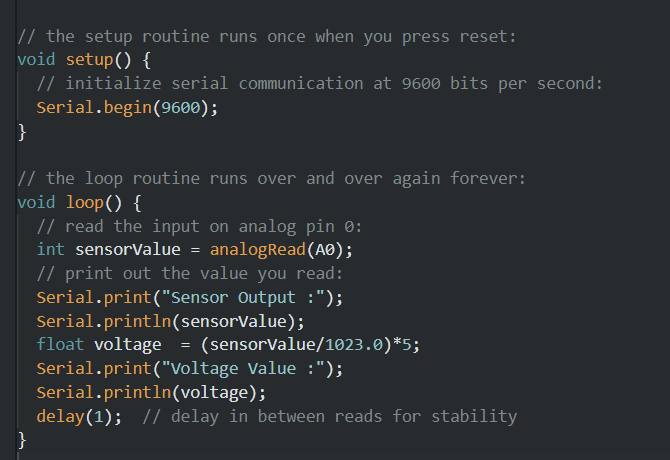 // the setup routine runs once when you press reset:
void setup() {
  // initialize serial communication at 9600 bits per second:
  Serial.begin(9600);
}

// the loop routine runs over and over again forever:
void loop() {
  // read the input on analog pin 0:
  int sensorValue = analogRead(A0);
  // print out the value you read:
  Serial.print("Sensor Output :");
  Serial.println(sensorValue);
  float voltage  = (sensorValue/1023.0)*5;
  Serial.print("Voltage Value :");
  Serial.println(voltage);
  delay(1);  // delay in between reads for stability
}